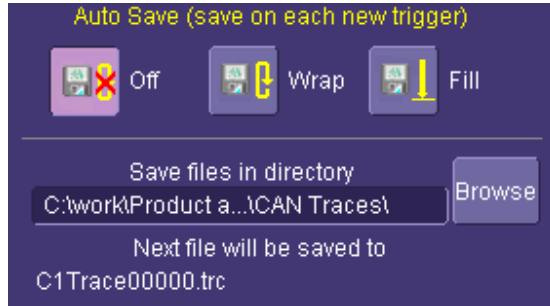 Auto Save (save on each new trigger)
Off Wrap Fill
Save files in directory
C:\work\Product a...\CAN Traces\ Browse
Next file will be saved to
C1Trace00000.trc